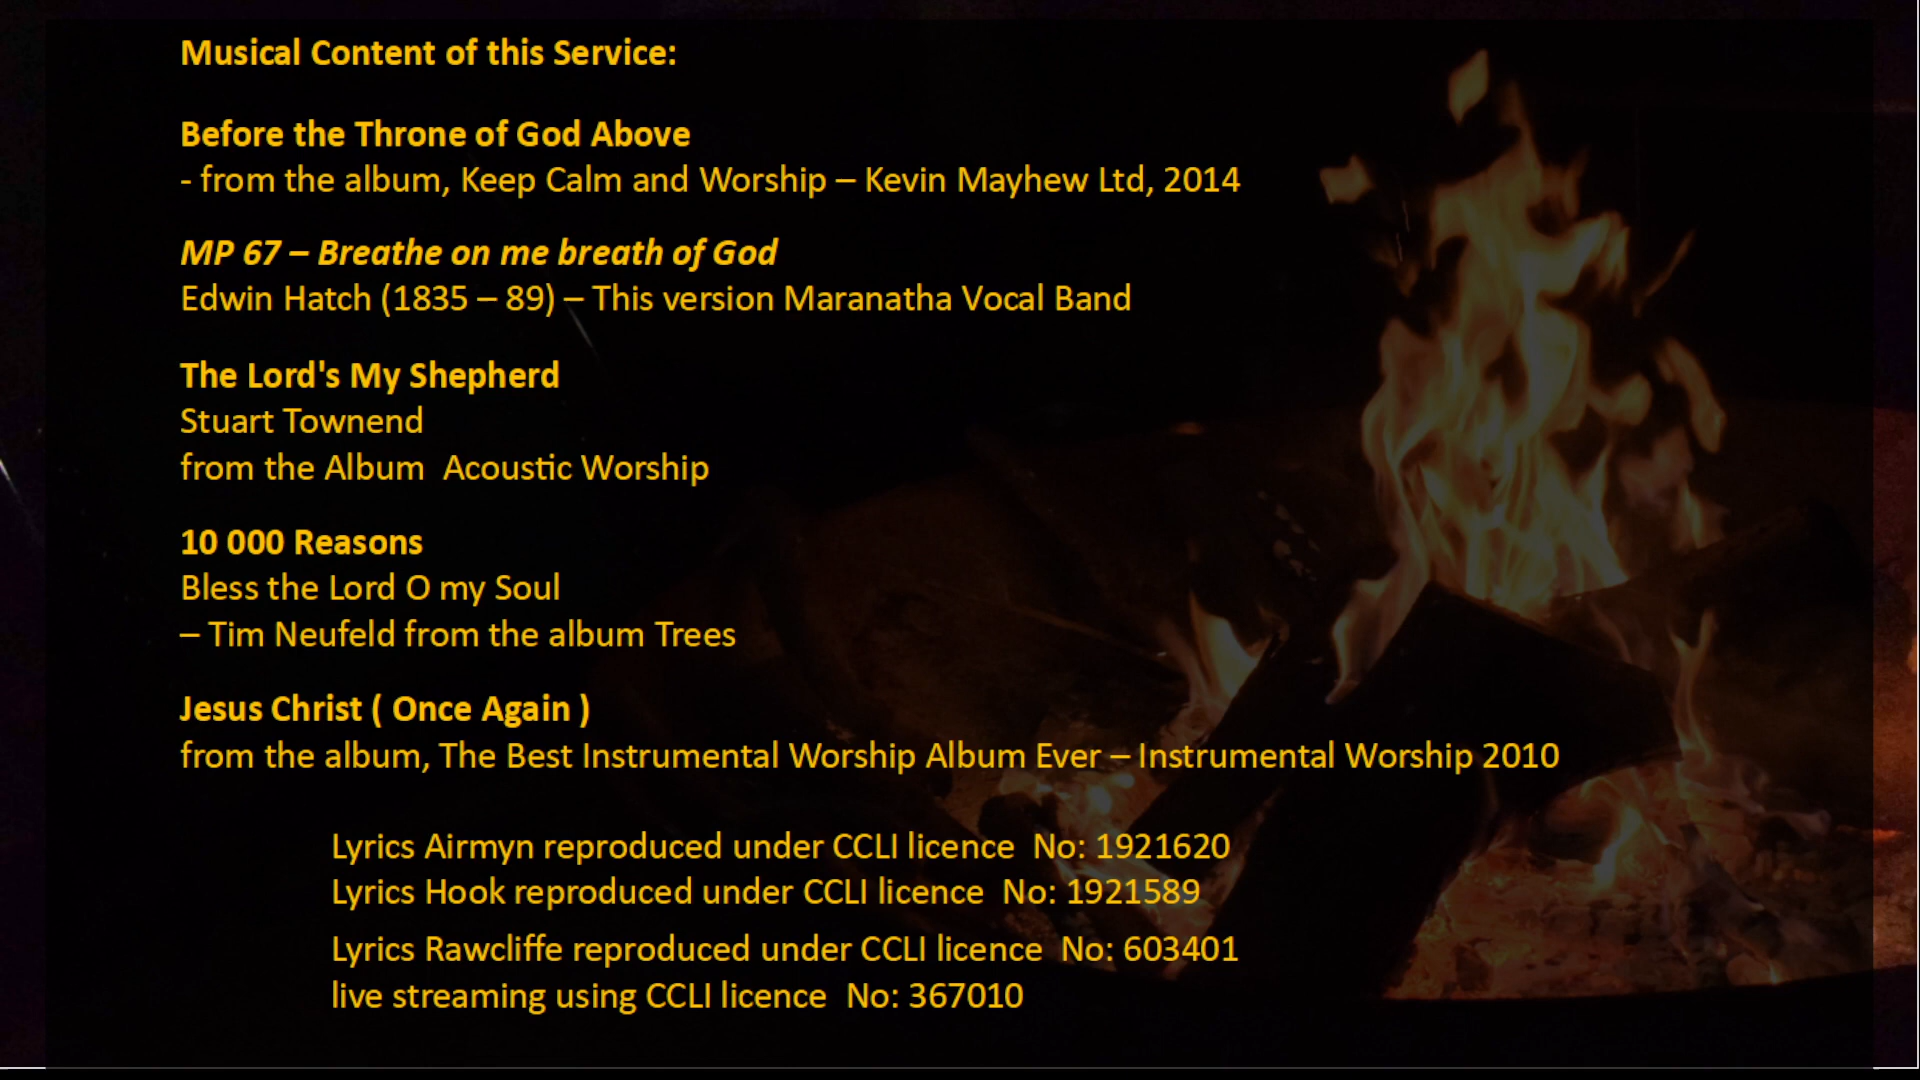 Musical Content of this Service:
Before the Throne of God Above
- from the album, Keep Calm and Worship – Kevin Mayhew Ltd, 2014
MP 67 – Breathe on me breath of God
Edwin Hatch (1835 – 89) – This version Maranatha Vocal Band
The Lord's My Shepherd
Stuart Townend
from the Album  Acoustic Worship
10 000 Reasons
Bless the Lord O my Soul
– Tim Neufeld from the album Trees
Jesus Christ ( Once Again )
from the album, The Best Instrumental Worship Album Ever – Instrumental Worship 2010
Lyrics Airmyn reproduced under CCLI licence  No: 1921620
Lyrics Hook reproduced under CCLI licence  No: 1921589
Lyrics Rawcliffe reproduced under CCLI licence  No: 603401
live streaming using CCLI licence  No: 367010